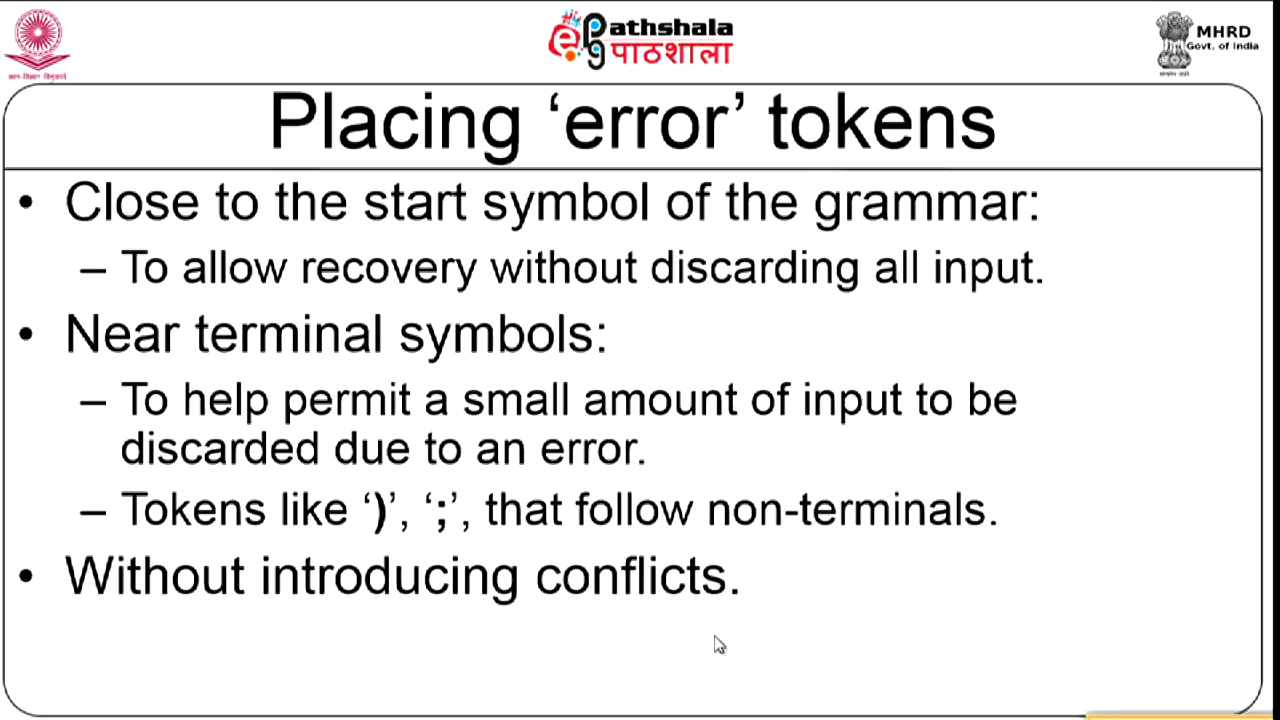 ePathshala
पाठशाला
MHRD
Govt. of India
Placing ‘error’ tokens
• Close to the start symbol of the grammar:
– To allow recovery without discarding all input.
• Near terminal symbols:
– To help permit a small amount of input to be
discarded due to an error.
– Tokens like ‘)’, ‘;’, that follow non-terminals.
• Without introducing conflicts.